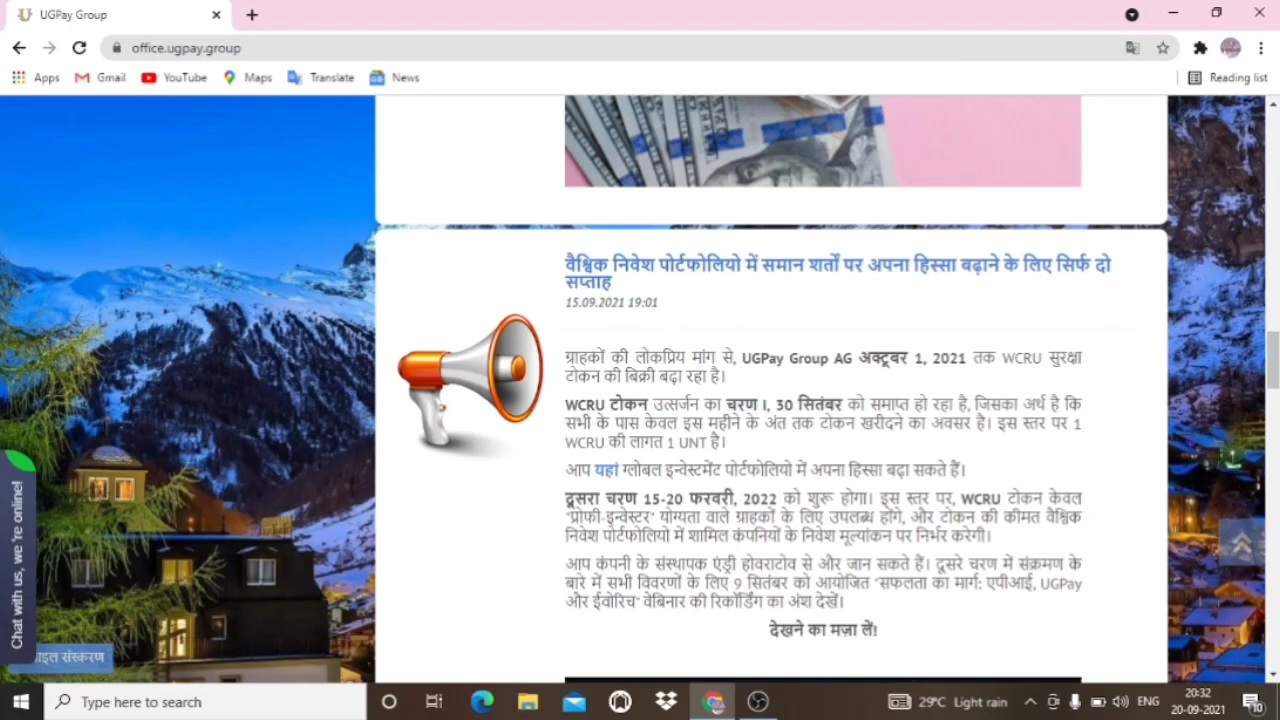 UGPay Group
office.ugpay.group
Apps Gmail YouTube Maps Translate News Reading list
वैश्विक निवेश पोर्टफोलियो में समान शर्तों पर अपना हिस्सा बढ़ाने के लिए सिर्फ दो
सप्ताह
15.09.2021 19:01
ग्राहकों की लोकप्रिय मांग से, UGPay Group AG अक्टूबर 1, 2021 तक WCRU सुरक्षा
टोकन की बिक्री बढ़ा रहा है।
WCRU टोकन उत्सर्जन का चरण I, 30 सितंबर को समाप्त हो रहा है, जिसका अर्थ है कि
सभी के पास केवल इस महीने के अंत तक टोकन खरीदने का अवसर है। इस स्तर पर 1
WCRU की लागत 1 UNT है।
आप यहां ग्लोबल इन्वेस्टमेंट पोर्टफोलियो में अपना हिस्सा बढ़ा सकते हैं।
दूसरा चरण 15-20 फरवरी, 2022 को शुरू होगा। इस स्तर पर, WCRU टोकन केवल
"प्रोफी-इन्वेस्टर" योग्यता वाले ग्राहकों के लिए उपलब्ध होंगे, और टोकन की कीमत वैश्विक
निवेश पोर्टफोलियो में शामिल कंपनियों के निवेश मूल्यांकन पर निर्भर करेगी।
आप कंपनी के संस्थापक एंड्री होवराटोव से और जान सकते हैं। दूसरे चरण में संक्रमण के
बारे में सभी विवरणों के लिए 9 सितंबर को आयोजित "सफलता का मार्ग: एपीआई, UGPay
और ईवोरिच" वेबिनार की रिकॉर्डिंग का अंश देखें।
देखने का मज़ा लें!
Chat with us, we're online!
ाइल संस्करण
Type here to search
29°C Light rain
ENG
20:32
20-09-2021
10